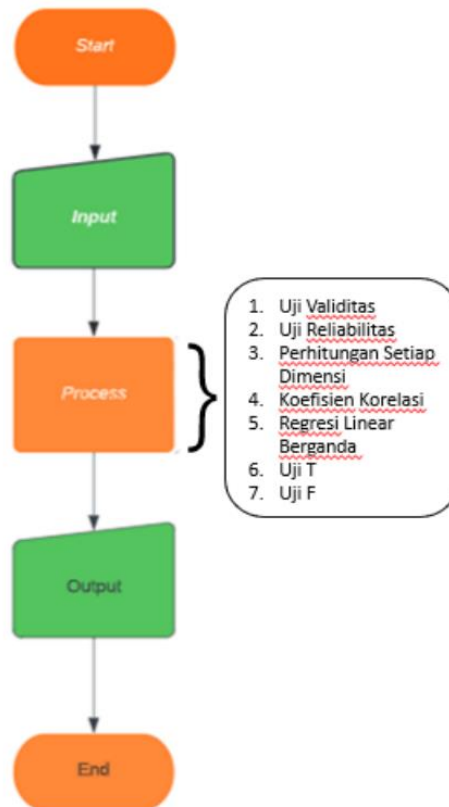 Start
Input
Process
1. Uji Validitas
2. Uji Reliabilitas
3. Perhitungan Setiap
Dimensi
4. Koefisien Korelasi
5. Regresi Linear
Berganda
6. Uji T
7. Uji F
Output
End